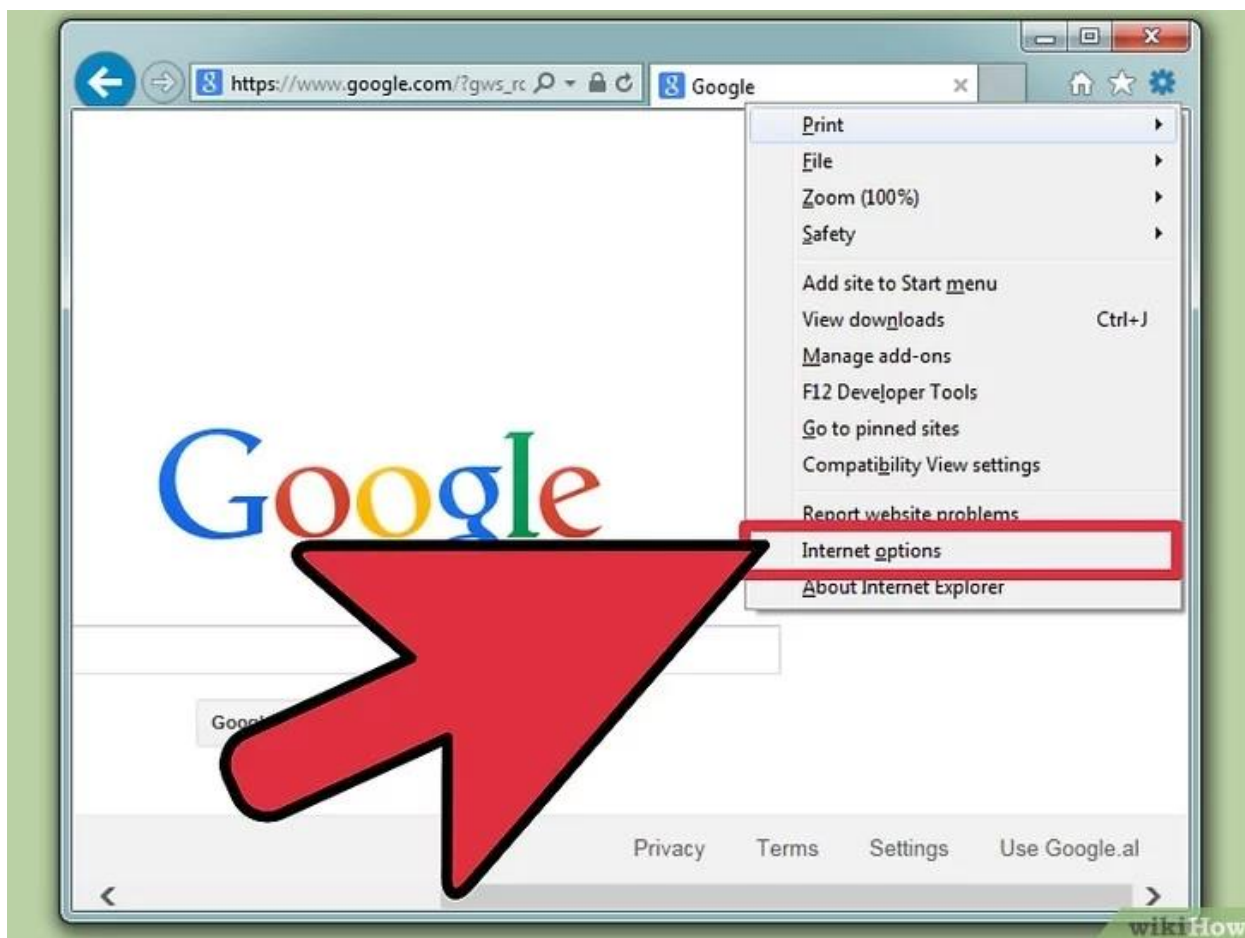 https://www.google.com/?gws_rc
Google
Print
File
Zoom (100%)
Safety
Add site to Start menu
View downloads Ctrl+J
Manage add-ons
F12 Developer Tools
Go to pinned sites
Compatibility View settings
Report website problems
Internet options
About Internet Explorer
Google
Privacy Terms Settings Use Google.al
wikiHow